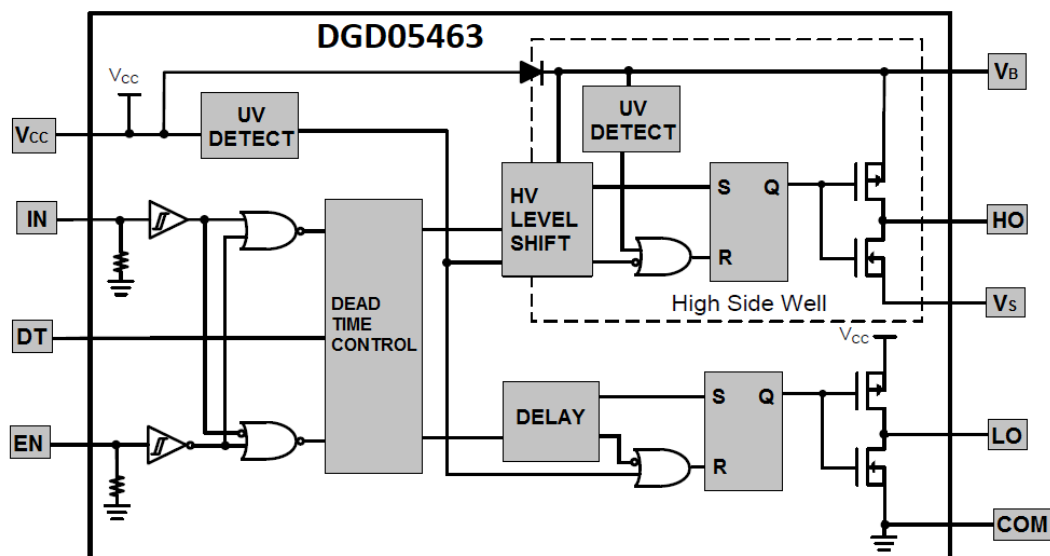 DGD05463
VCC
VCC
UV
DETECT
UV
DETECT
VB
IN
HV
LEVEL
SHIFT
S
Q
R
HO
High Side Well
VS
DT
DEAD
TIME
CONTROL
VCC
EN
DELAY
S
Q
R
LO
COM